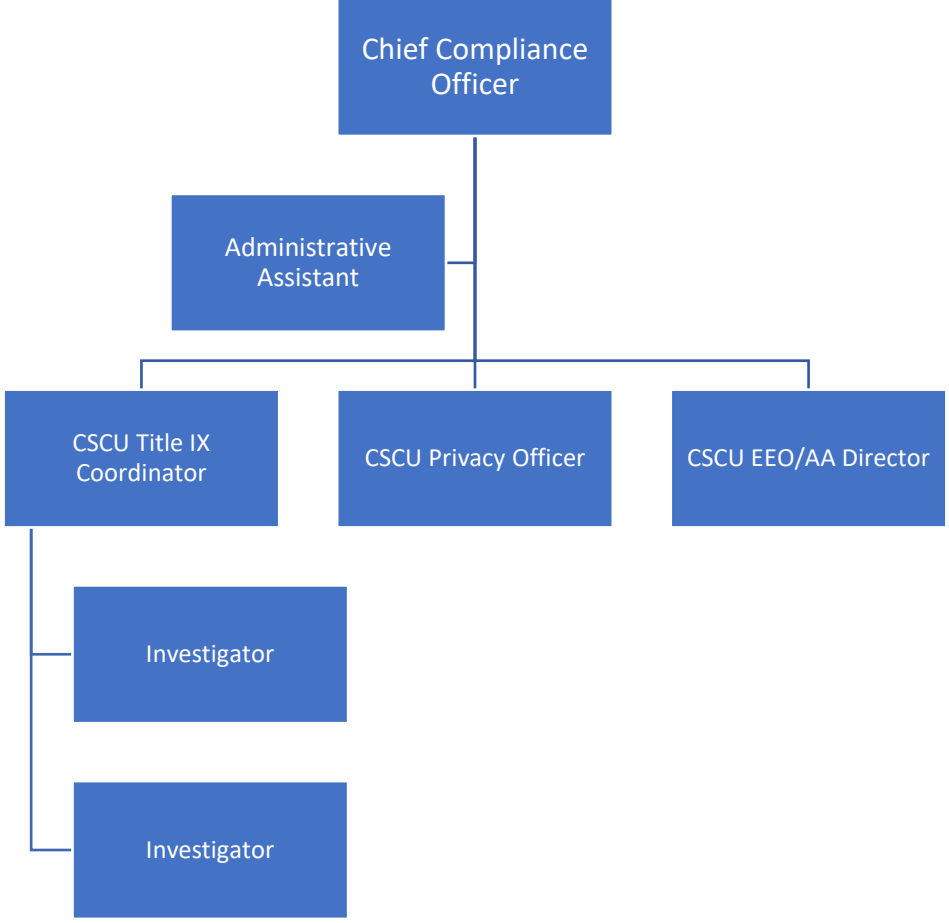 Chief Compliance
Officer
Administrative
Assistant
CSCU Title IX
Coordinator
CSCU Privacy Officer
CSCU EEO/AA Director
Investigator
Investigator